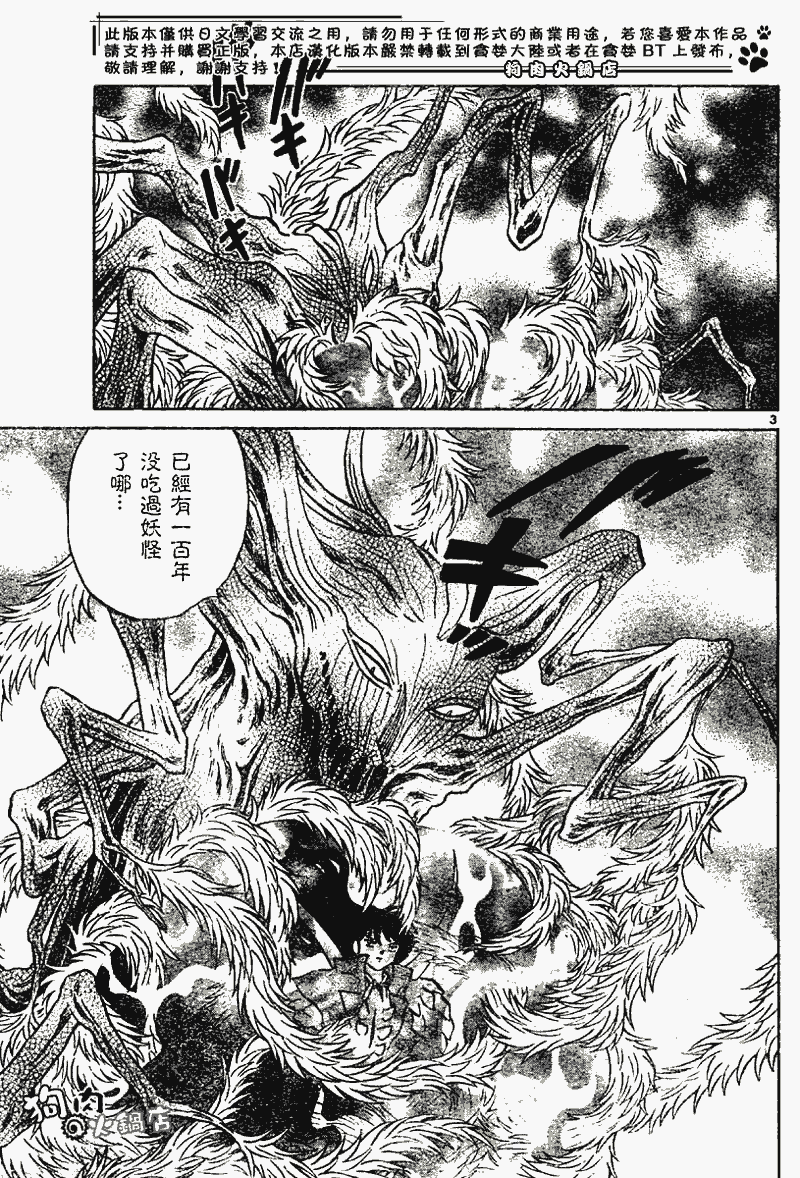 此版本僅供日文學習交流之用，請勿用于任何形式的商業用途，若您喜愛本作品
請支持并購買正版，本店漢化版本嚴禁轉載到貪婪大陸或者在貪婪BT上發布，
敬請理解，謝謝支持！
狗肉火鍋店
バキ
キ
バキ
3
已經有一百年
没吃過妖怪
了哪…
キ
狗肉
火鍋店